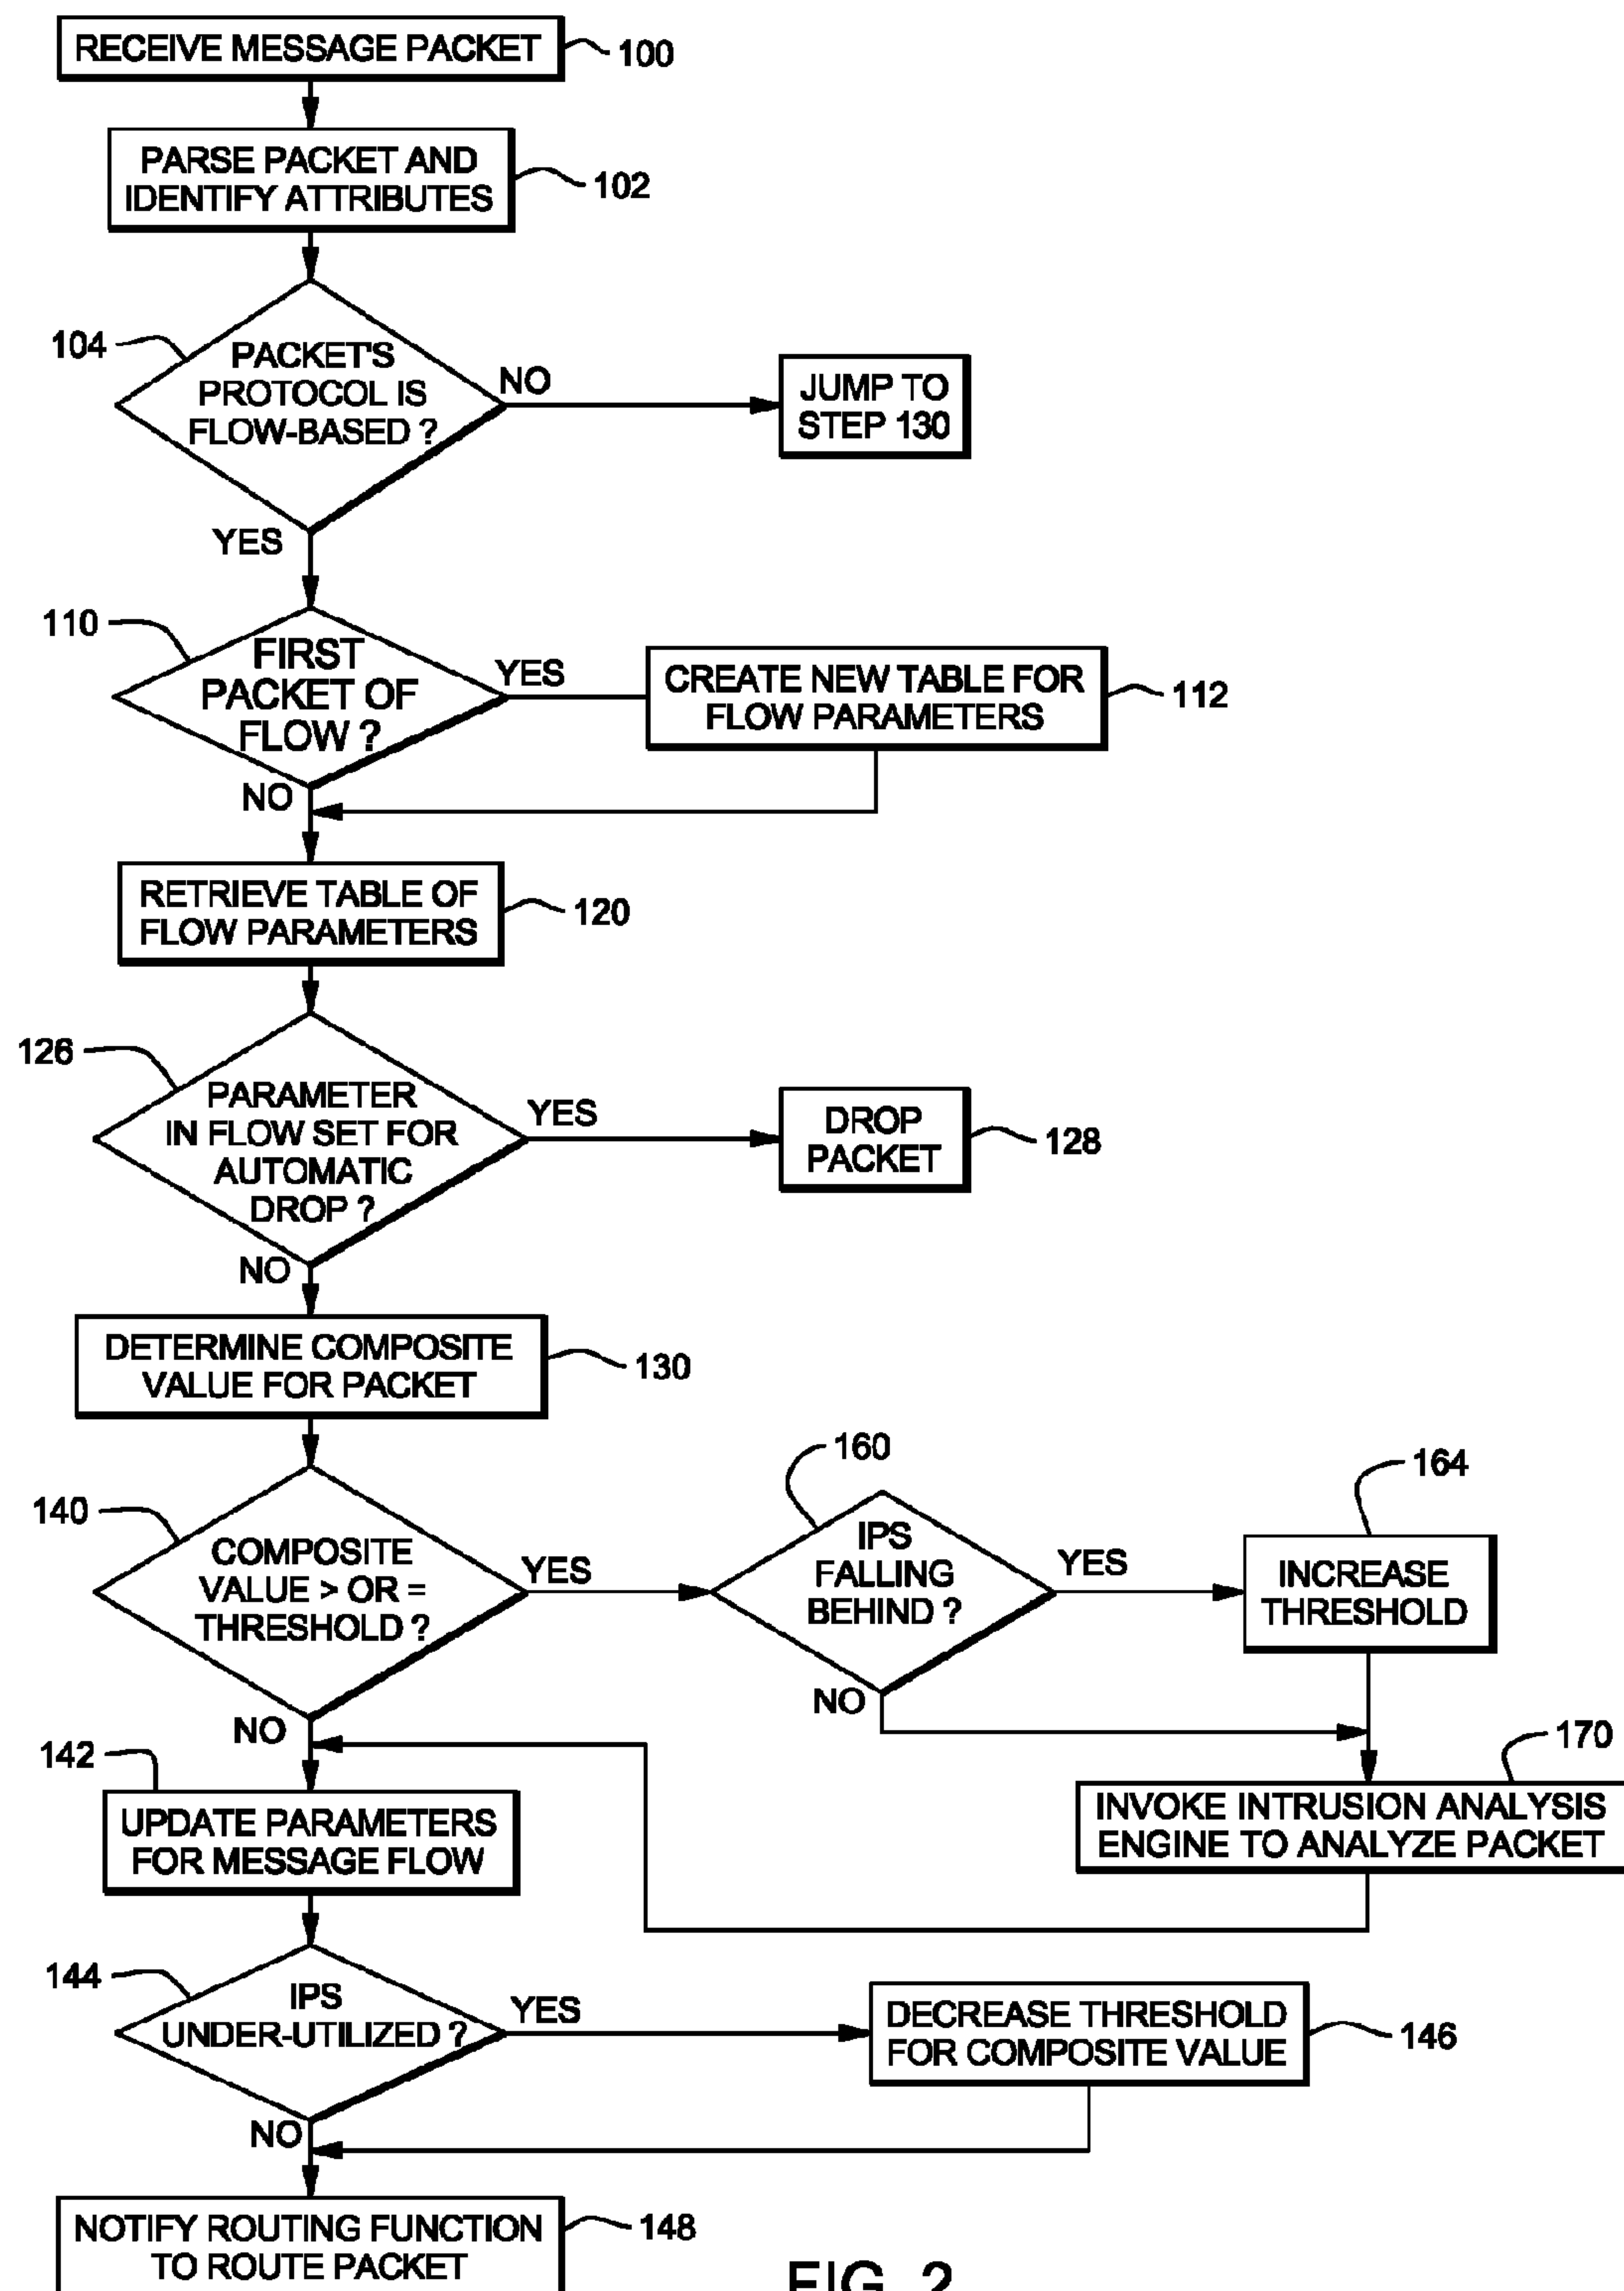 RECEIVE MESSAGE PACKET
100
PARSE PACKET AND
IDENTIFY ATTRIBUTES
102
104
PACKET'S
PROTOCOL IS
FLOW-BASED ?
NO
JUMP TO
STEP 130
YES
110
FIRST
PACKET OF
FLOW ?
YES
CREATE NEW TABLE FOR
FLOW PARAMETERS
112
NO
RETRIEVE TABLE OF
FLOW PARAMETERS
120
126
PARAMETER
IN FLOW SET FOR
AUTOMATIC
DROP ?
YES
DROP
PACKET
128
NO
DETERMINE COMPOSITE
VALUE FOR PACKET
130
140
COMPOSITE
VALUE > OR =
THRESHOLD ?
YES
160
IPS
FALLING
BEHIND ?
YES
164
INCREASE
THRESHOLD
NO
NO
170
INVOKE INTRUSION ANALYSIS
ENGINE TO ANALYZE PACKET
142
UPDATE PARAMETERS
FOR MESSAGE FLOW
144
IPS
UNDER-UTILIZED ?
YES
DECREASE THRESHOLD
FOR COMPOSITE VALUE
146
NO
NOTIFY ROUTING FUNCTION
TO ROUTE PACKET
148
FIG. 2